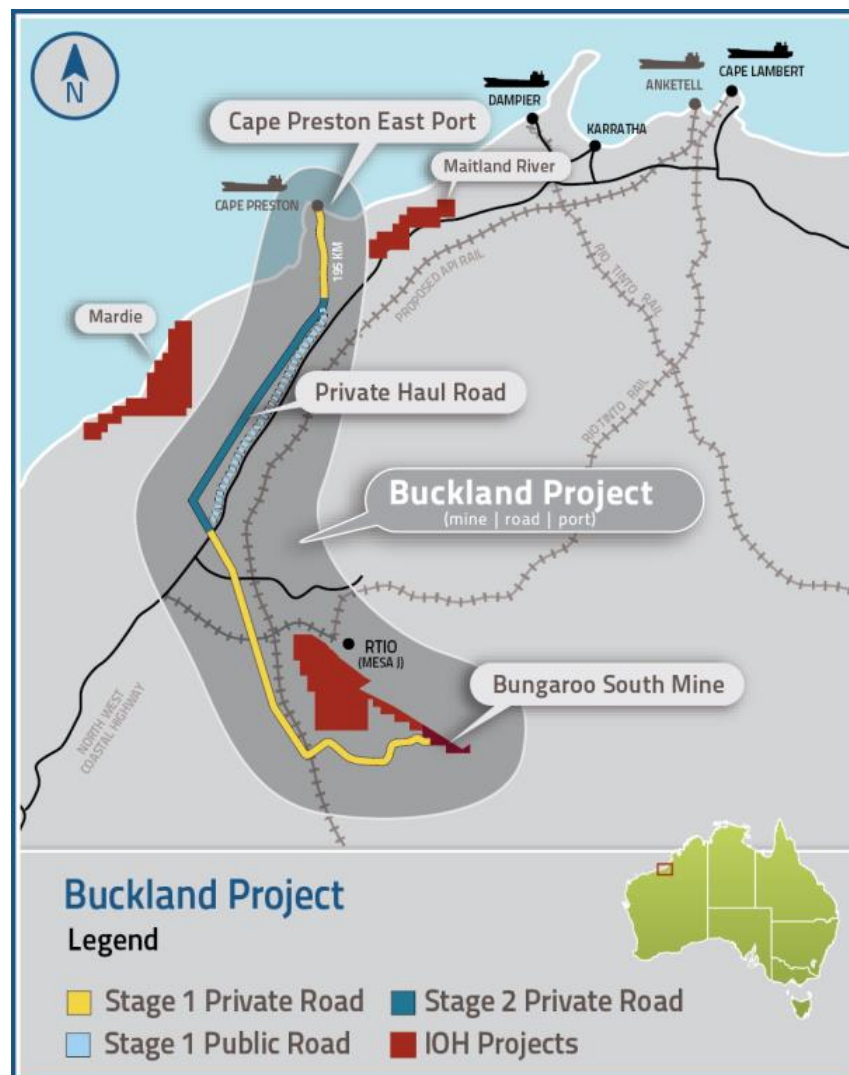 N
DAMPIER
ANKETELL
CAPE LAMBERT
KARRATHA
Cape Preston East Port
Maitland River
CAPE PRESTON
195 KM
PROPOSED API RAIL
RIO TINTO RAIL
RIO TINTO RAIL
Mardie
Private Haul Road
Buckland Project
(mine | road | port)
RTIO
(MESA J)
Bungaroo South Mine
NORTH WEST
COASTAL HIGHWAY
Buckland Project
Legend
Stage 1 Private Road
Stage 2 Private Road
Stage 1 Public Road
IOH Projects